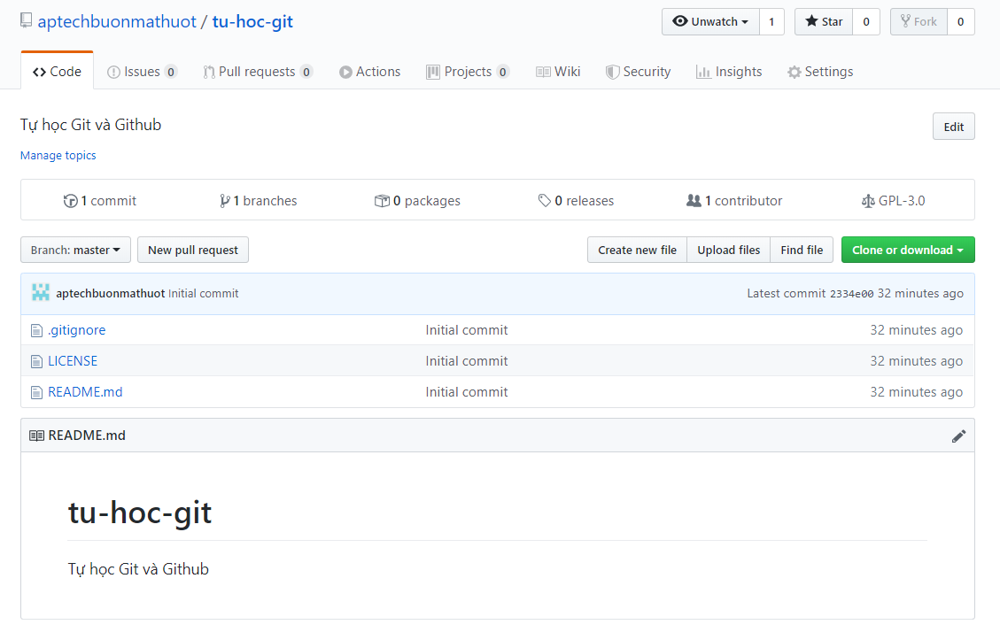 aptechbuonmathuot / tu-hoc-git Unwatch 1 Star 0 Fork 0
Code Issues 0 Pull requests 0 Actions Projects 0 Wiki Security Insights Settings
Tự học Git và Github Edit
Manage topics
1 commit 1 branches 0 packages 0 releases 1 contributor GPL-3.0
Branch: master New pull request Create new file Upload files Find file Clone or download
aptechbuonmathuot Initial commit Latest commit 2334e00 32 minutes ago
.gitignore Initial commit 32 minutes ago
LICENSE Initial commit 32 minutes ago
README.md Initial commit 32 minutes ago
README.md
tu-hoc-git
Tự học Git và Github